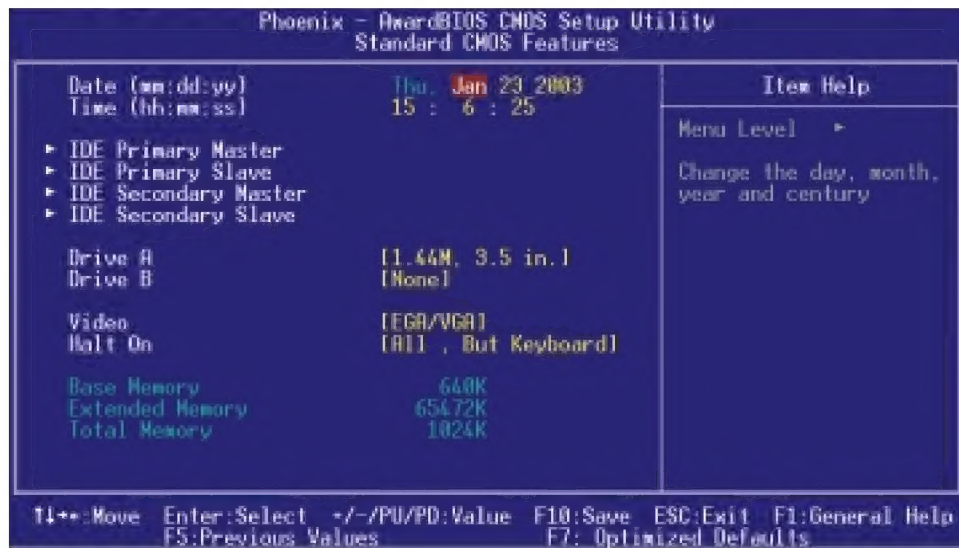 Phoenix - AwardBIOS CMOS Setup Utility
Standard CMOS Features
Date (mm:dd:yy) Thu, Jan 23 2003
Time (hh:mm:ss) 15 : 6 : 25
► IDE Primary Master
► IDE Primary Slave
► IDE Secondary Master
► IDE Secondary Slave
Drive A [1.44M, 3.5 in.]
Drive B [None]
Video [EGA/VGA]
Halt On [All , But Keyboard]
Base Memory 640K
Extended Memory 65472K
Total Memory 1024K
Item Help
Menu Level ►
Change the day, month,
year and century
↑↓→←:Move Enter:Select +/-/PU/PD:Value F10:Save ESC:Exit F1:General Help
F5:Previous Values F7: Optimized Defaults